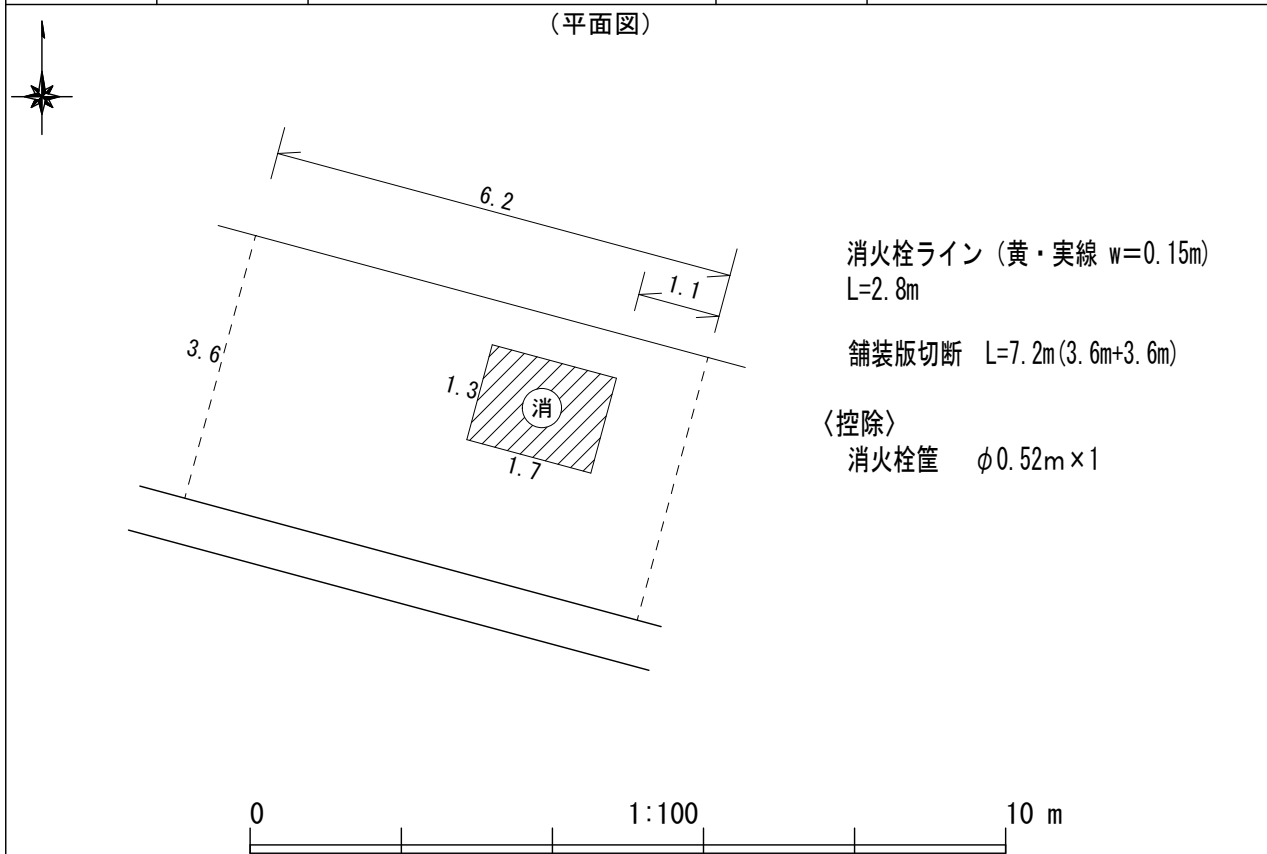 (平面図)
6.2
1.1
3.6
1.3
消
1.7
消火栓ライン (黄・実線 w=0.15m)
L=2.8m
舗装版切断 L=7.2m(3.6m+3.6m)
〈控除〉
消火栓筐 φ0.52m×1
0 1:100 10 m